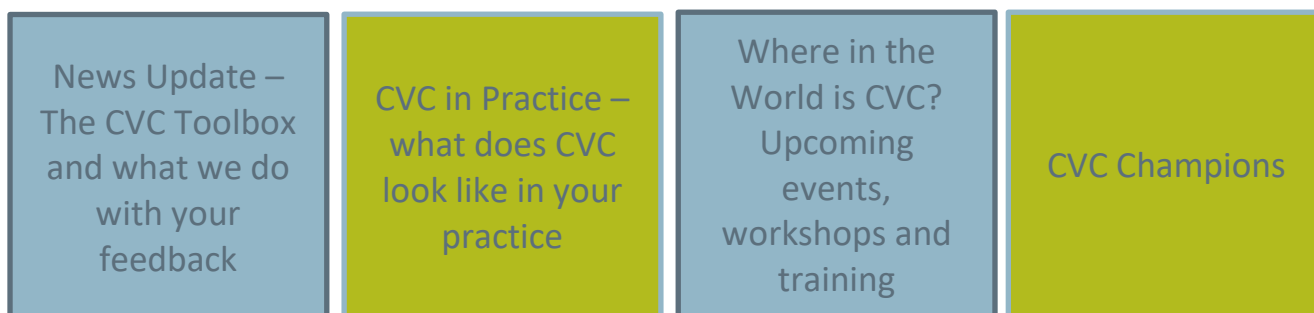 News Update –
The CVC Toolbox
and what we do
with your
feedback
CVC in Practice –
what does CVC
look like in your
practice
Where in the
World is CVC?
Upcoming
events,
workshops and
training
CVC Champions